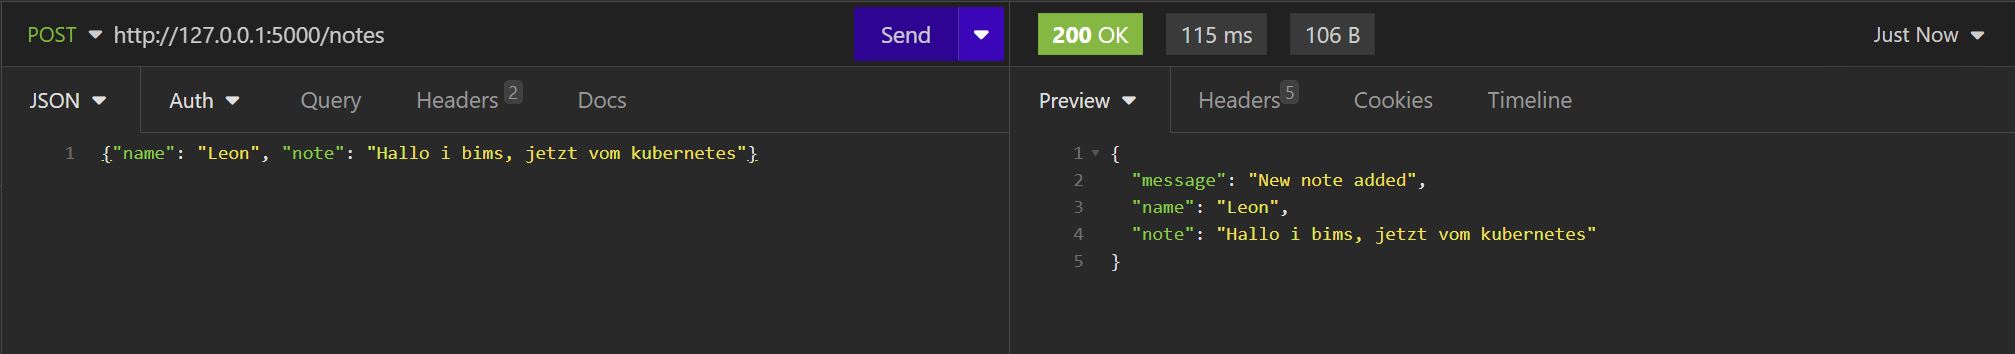 POST http://127.0.0.1:5000/notes Send
200 OK 115 ms 106 B Just Now
JSON Auth Query Headers 2 Docs
Preview Headers 5 Cookies Timeline
1 {"name": "Leon", "note": "Hallo i bims, jetzt vom kubernetes"}
1 {
2 "message": "New note added",
3 "name": "Leon",
4 "note": "Hallo i bims, jetzt vom kubernetes"
5 }